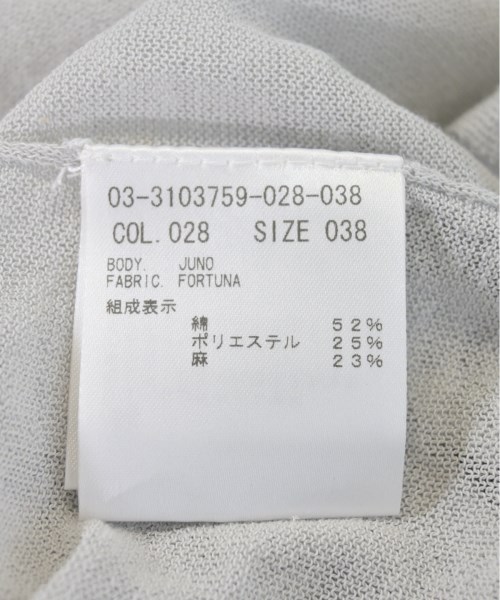 03-3103759-028-038
COL. 028 SIZE 038
BODY. JUNO
FABRIC. FORTUNA
組成表示
綿 52%
ポリエステル 25%
麻 23%